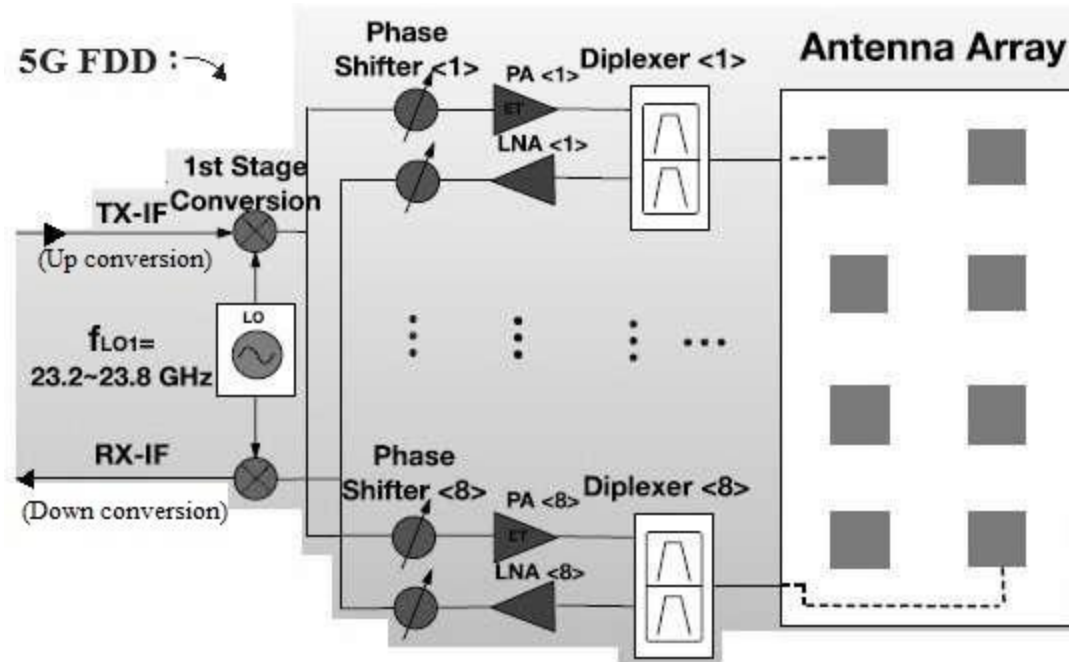 5G FDD :
Phase
Shifter <1>
PA <1>
Diplexer <1>
Antenna Array
ET
LNA <1>
1st Stage
Conversion
TX-IF
(Up conversion)
LO
fLO1=
23.2~23.8 GHz
RX-IF
(Down conversion)
Phase
Shifter <8>
PA <8>
Diplexer <8>
ET
LNA <8>